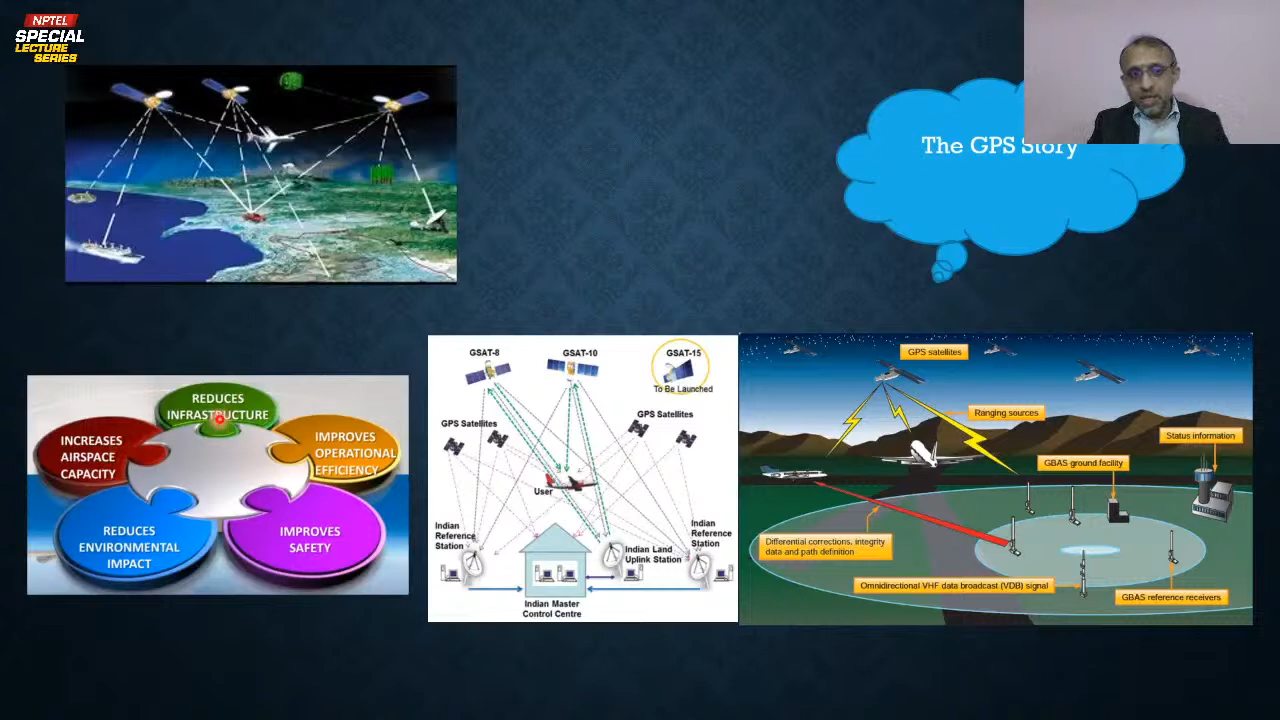 NPTEL
SPECIAL
LECTURE
SERIES
The GPS Story
REDUCES
INFRASTRUCTURE
INCREASES
AIRSPACE
CAPACITY
IMPROVES
OPERATIONAL
EFFICIENCY
REDUCES
ENVIRONMENTAL
IMPACT
IMPROVES
SAFETY
GSAT-8
GSAT-10
GSAT-15
To Be Launched
GPS Satellites
GPS Satellites
User
Indian
Reference
Station
Indian Land
Uplink Station
Indian
Reference
Station
Indian Master
Control Centre
GPS satellites
Ranging sources
Status information
GBAS ground facility
Differential corrections, integrity
data and path definition
Omnidirectional VHF data broadcast (VDB) signal
GBAS reference receivers